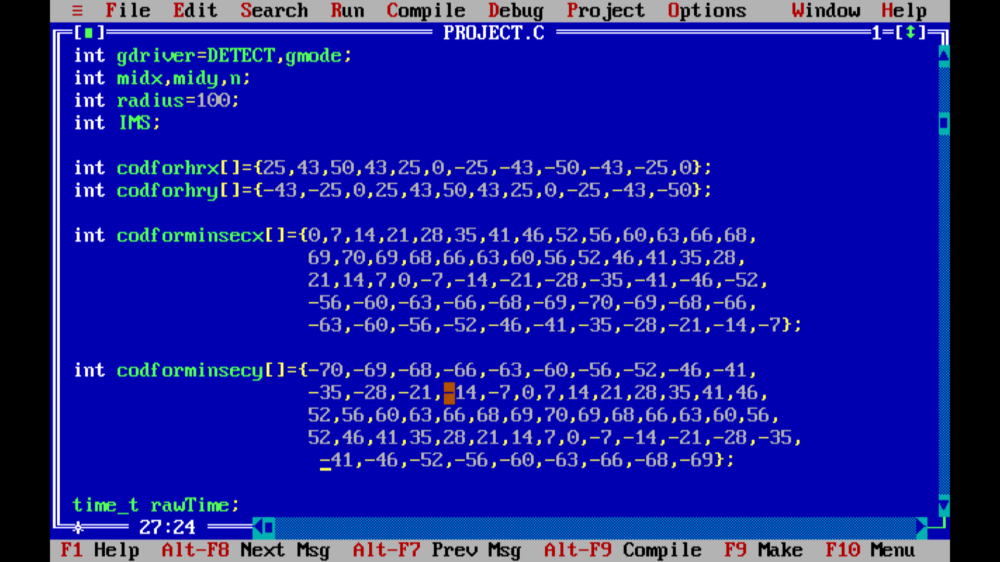 ≡ File Edit Search Run Compile Debug Project Options Window Help
[■] PROJECT.C 1=[↕]
int gdriver=DETECT,gmode;
int midx,midy,n;
int radius=100;
int IMS;
int codforhrx[]={25,43,50,43,25,0,-25,-43,-50,-43,-25,0};
int codforhry[]={-43,-25,0,25,43,50,43,25,0,-25,-43,-50};
int codforminsecx[]={0,7,14,21,28,35,41,46,52,56,60,63,66,68,
69,70,69,68,66,63,60,56,52,46,41,35,28,
21,14,7,0,-7,-14,-21,-28,-35,-41,-46,-52,
-56,-60,-63,-66,-68,-69,-70,-69,-68,-66,
-63,-60,-56,-52,-46,-41,-35,-28,-21,-14,-7};
int codforminsecy[]={-70,-69,-68,-66,-63,-60,-56,-52,-46,-41,
-35,-28,-21,-14,-7,0,7,14,21,28,35,41,46,
52,56,60,63,66,68,69,70,69,68,66,63,60,56,
52,46,41,35,28,21,14,7,0,-7,-14,-21,-28,-35,
-41,-46,-52,-56,-60,-63,-66,-68,-69};
time_t rawTime;
27:24
F1 Help Alt-F8 Next Msg Alt-F7 Prev Msg Alt-F9 Compile F9 Make F10 Menu